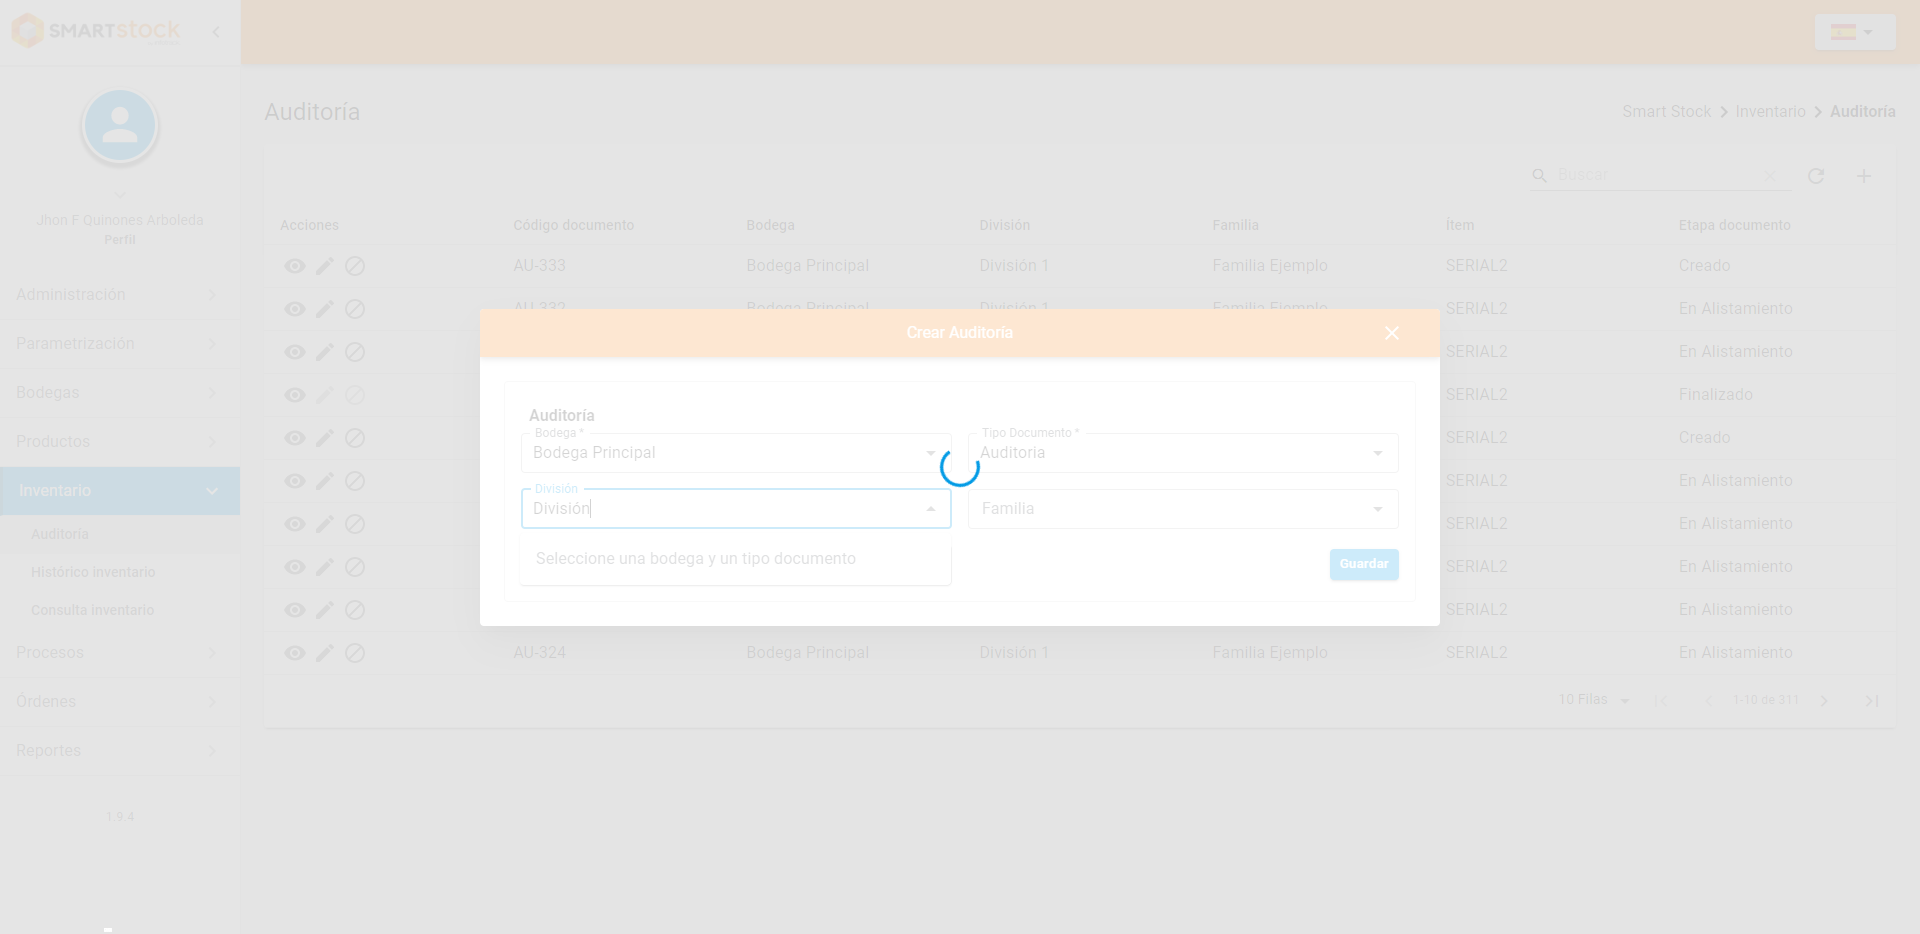 SMARTstock
Auditoría
Smart Stock > Inventario > Auditoría
Buscar
Jhon F Quinones Arboleda
Perfil
Acciones Código documento Bodega División Familia Ítem Etapa documento
AU-333 Bodega Principal División 1 Familia Ejemplo SERIAL2 Creado
AU-332 Bodega Principal División 1 Familia Ejemplo SERIAL2 En Alistamiento
SERIAL2 En Alistamiento
SERIAL2 Finalizado
SERIAL2 Creado
SERIAL2 En Alistamiento
SERIAL2 En Alistamiento
SERIAL2 En Alistamiento
SERIAL2 En Alistamiento
AU-324 Bodega Principal División 1 Familia Ejemplo SERIAL2 En Alistamiento
10 Filas 1-10 de 311
Administración
Parametrización
Bodegas
Productos
Inventario
Auditoría
Histórico inventario
Consulta inventario
Procesos
Órdenes
Reportes
1.9.4
Crear Auditoría
Auditoría
Bodega * Tipo Documento *
Bodega Principal Auditoria
División
División Familia
Seleccione una bodega y un tipo documento
Guardar